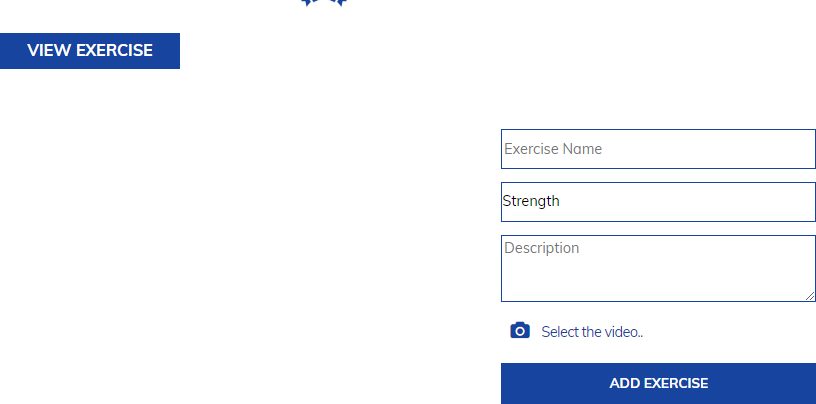 VIEW EXERCISE
Exercise Name
Strength
Description
Select the video..
ADD EXERCISE